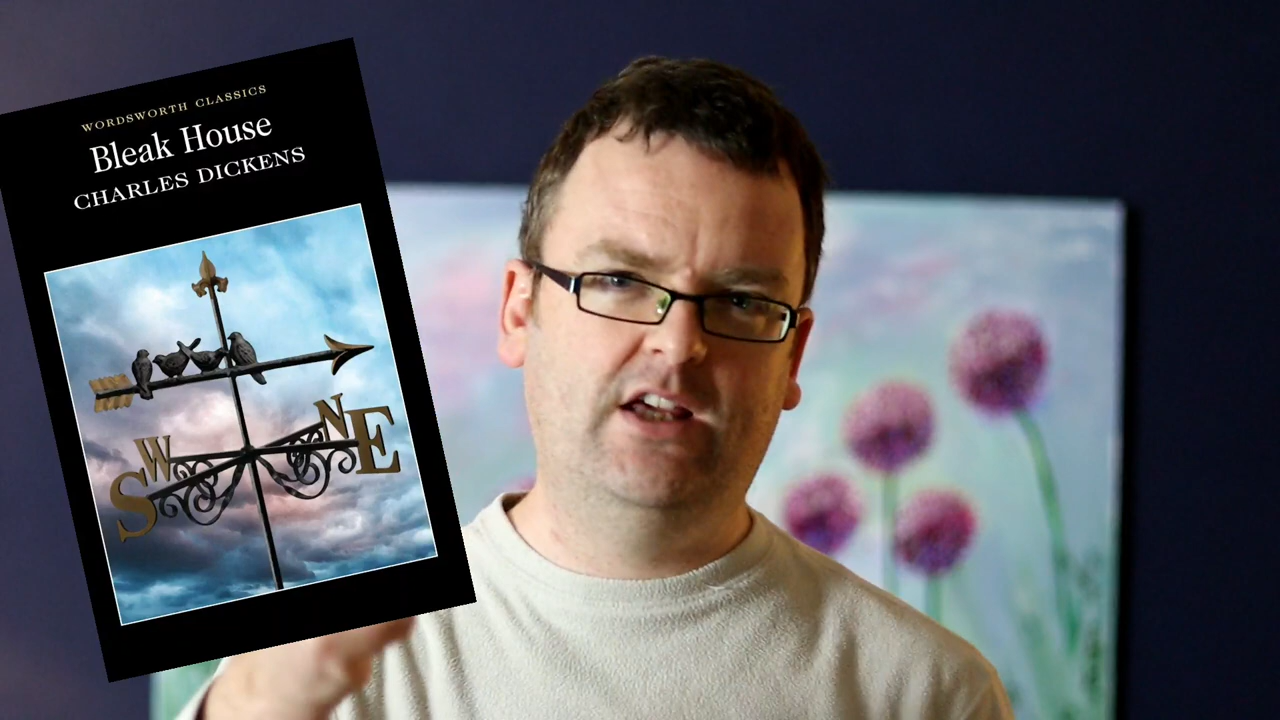 WORDSWORTH CLASSICS
Bleak House
CHARLES DICKENS
N
W
E
S